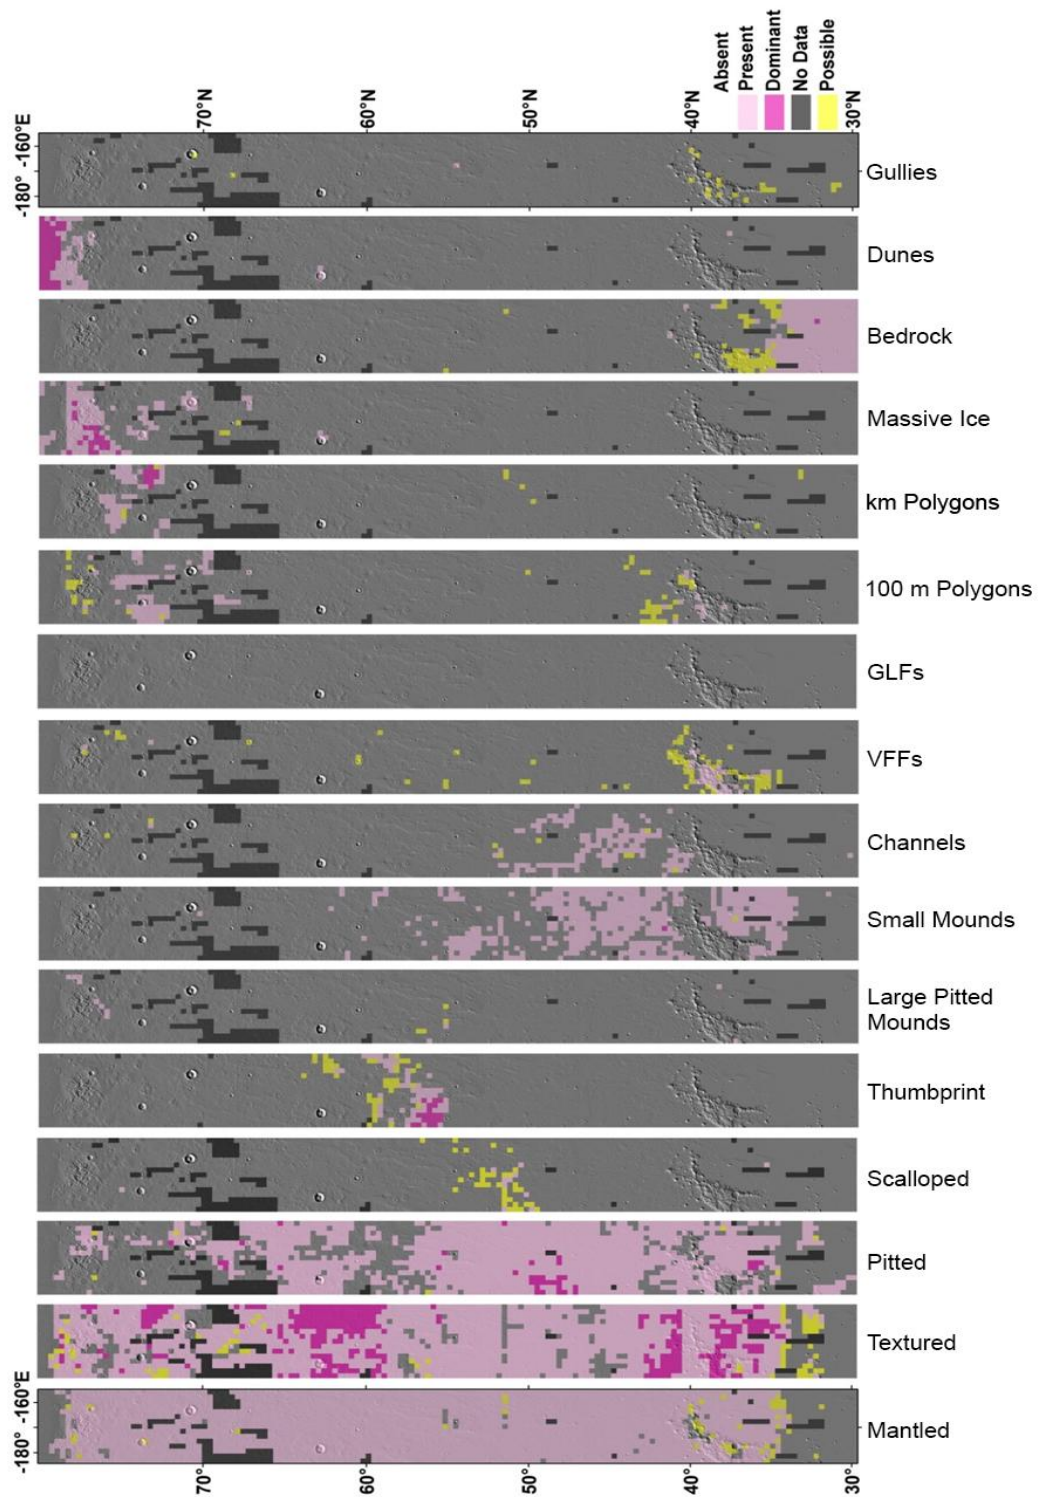 Absent
Present
Dominant
No Data
Possible
-180° -160°E
70°N
60°N
50°N
40°N
30°N
Gullies
Dunes
Bedrock
Massive Ice
km Polygons
100 m Polygons
GLFs
VFFs
Channels
Small Mounds
Large Pitted
Mounds
Thumbprint
Scalloped
Pitted
Textured
Mantled
-180° -160°E
70°
60°
50°
40°
30°